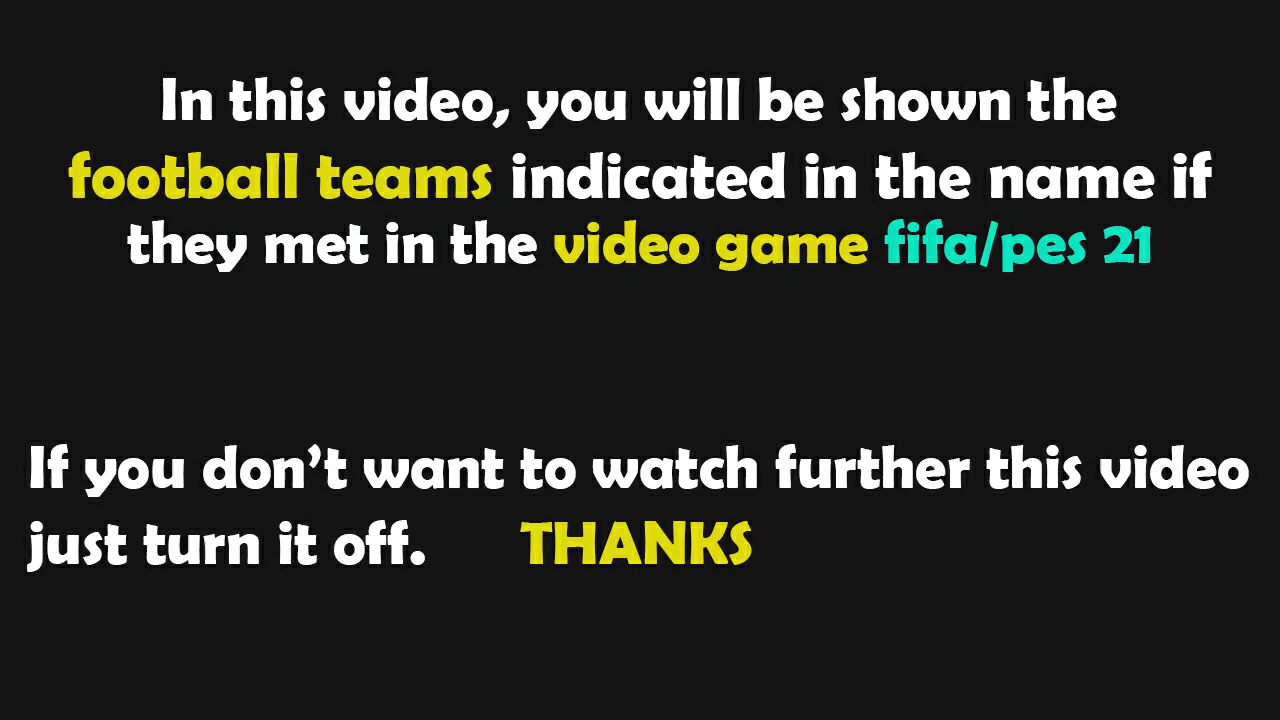 In this video, you will be shown the
football teams indicated in the name if
they met in the video game fifa/pes 21
If you don't want to watch further this video
just turn it off. THANKS